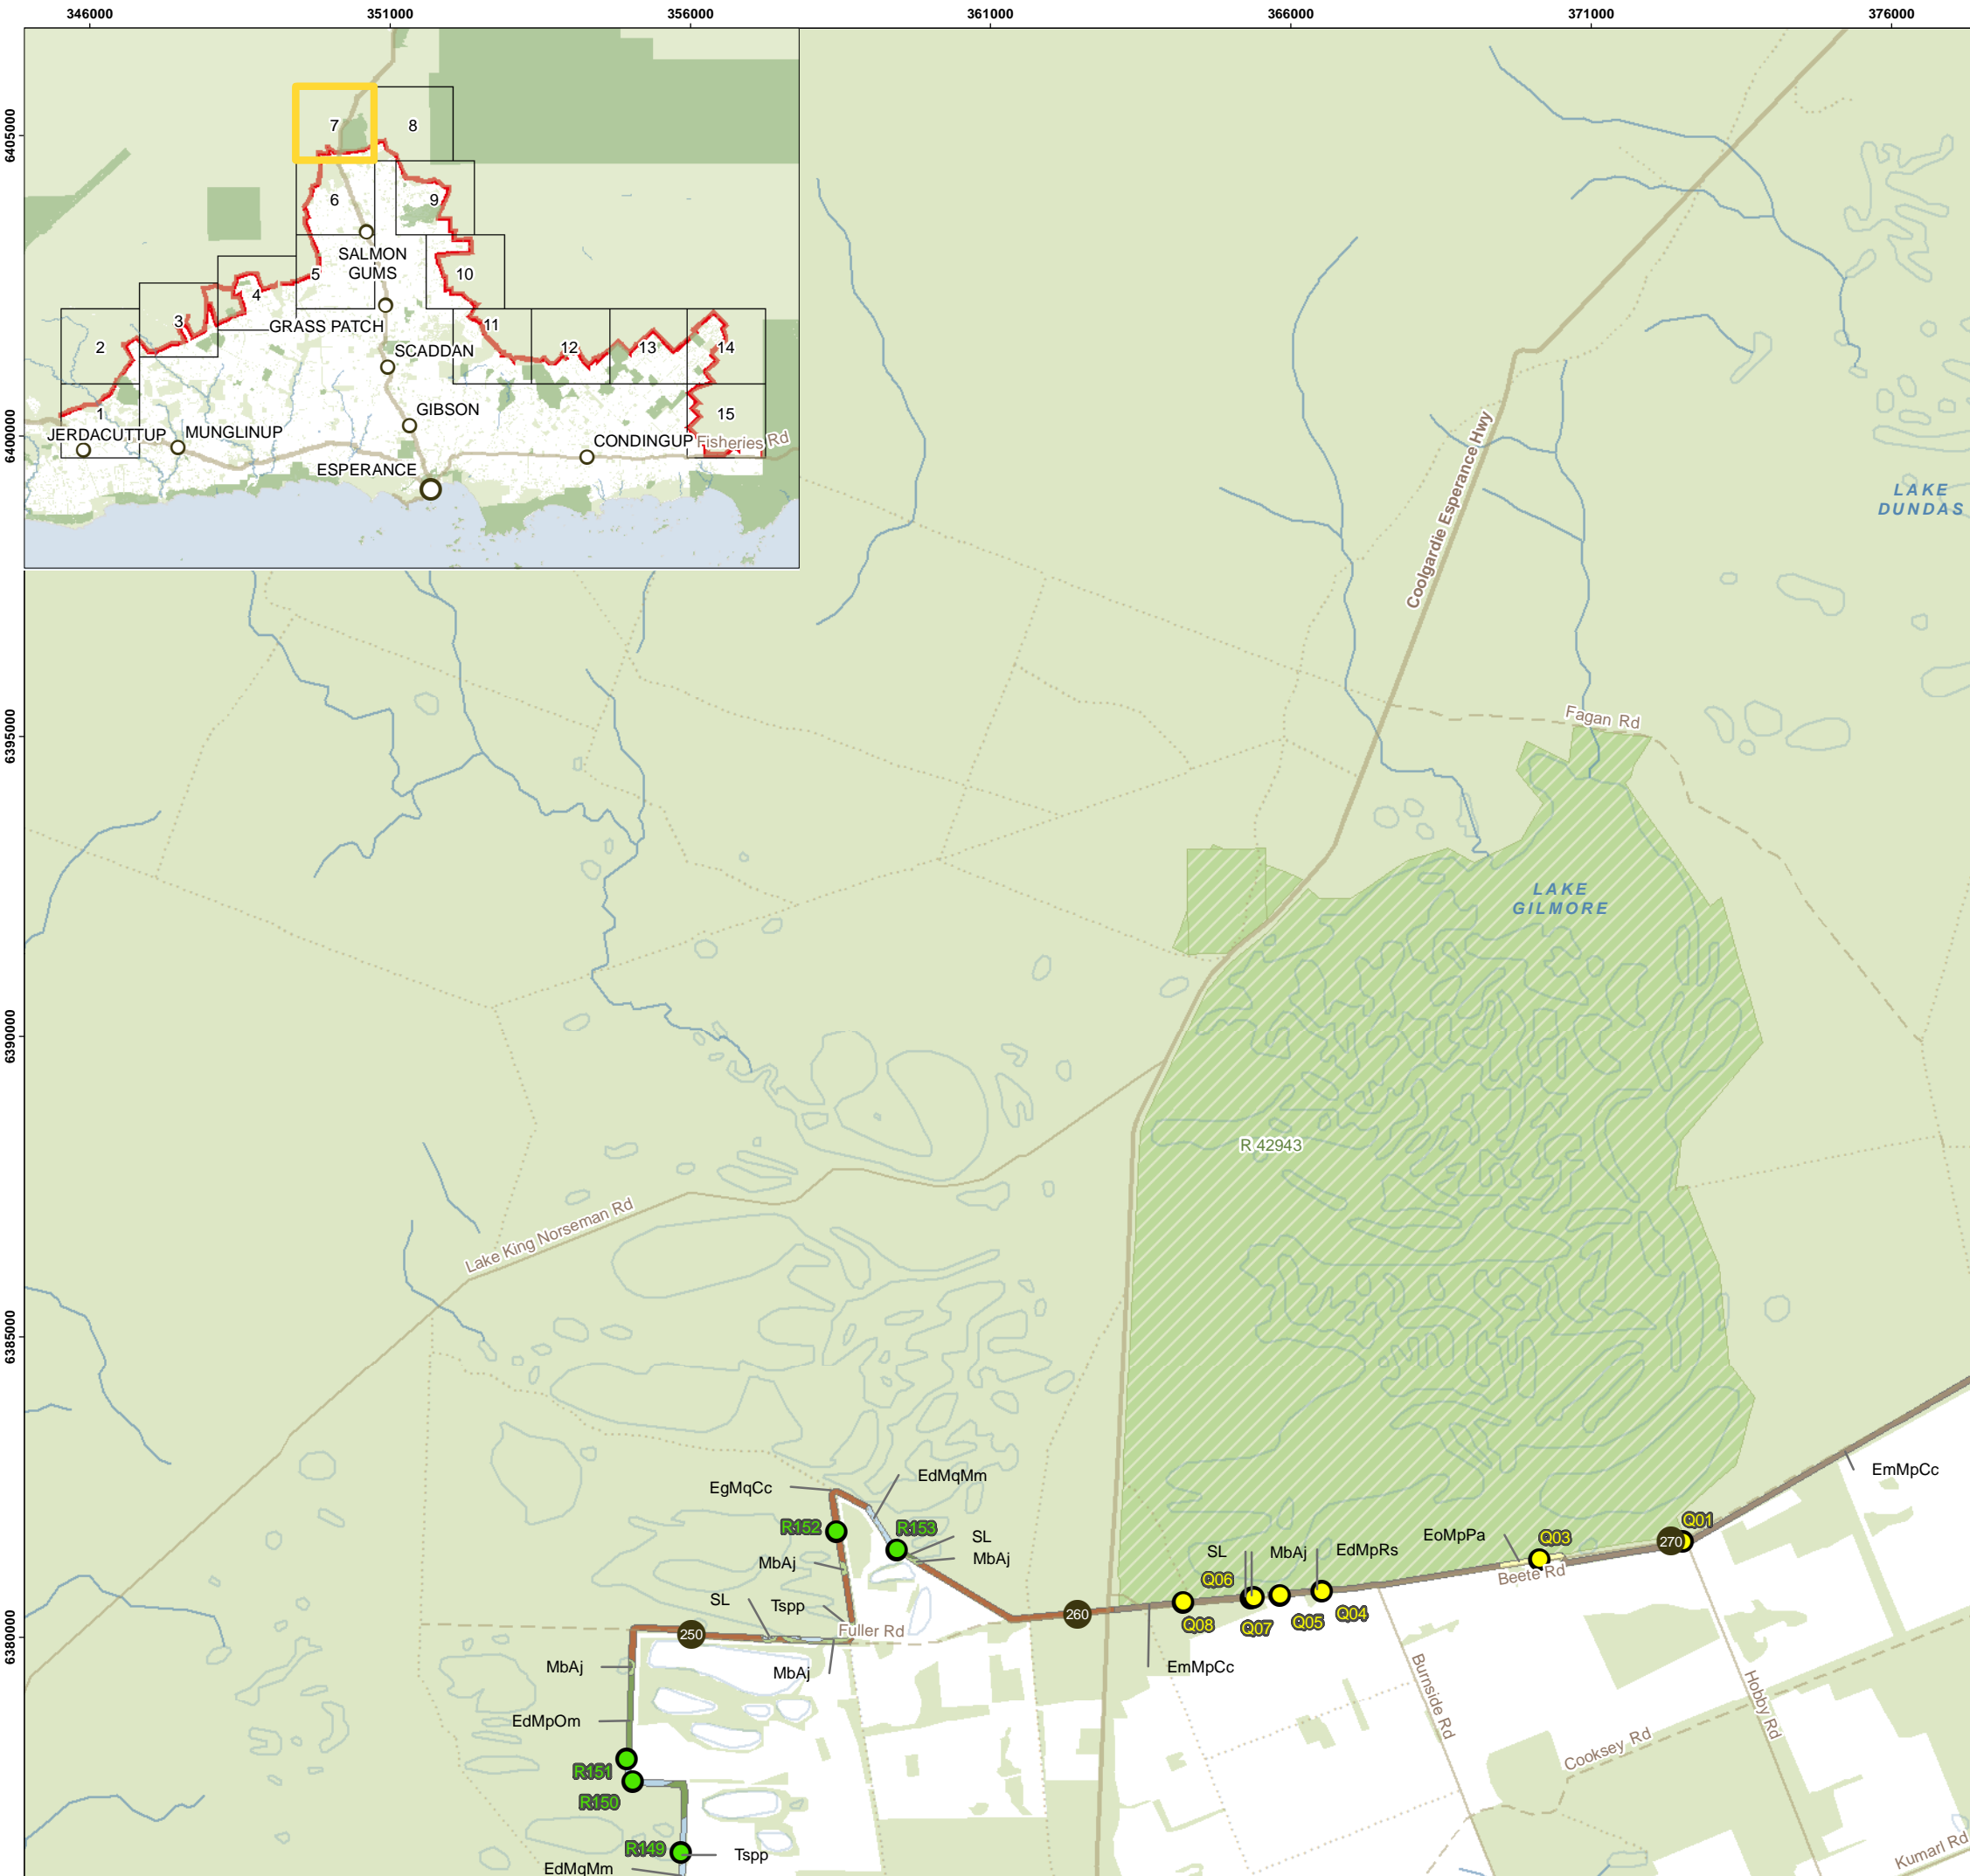 346000 351000 356000 361000 366000 371000 376000
6405000
6400000
6395000
6390000
6385000
6380000
7
8
6
9
SALMON
GUMS
5
10
4
3
GRASS PATCH
11
2
SCADDAN
12
13
14
1
GIBSON
15
JERDACUTTUP
MUNGLINUP
CONDINGUP
Fisheries Rd
ESPERANCE
Coolgardie Esperance Hwy
LAKE
DUNDAS
Fagan Rd
LAKE
GILMORE
R 42943
Lake King Norseman Rd
EgMqCc
EdMqMm
EmMpCc
R152
R153
SL
MbAj
MbAj
SL
Tspp
Fuller Rd
250
MbAj
MbAj
EdMpOm
R151
R150
R149
Tspp
EdMqMm
260
EmMpCc
SL
MbAj
EdMpRs
EoMpPa
Q03
Q01
270
Beete Rd
Q06
Q08
Q07
Q05
Q04
Burnside Rd
Cooksey Rd
Hobby Rd
Kumarl Rd